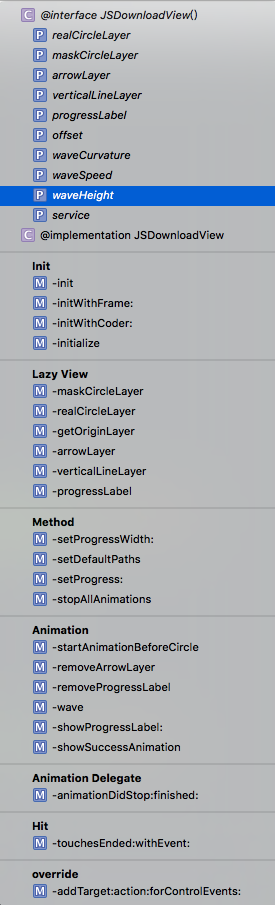 C @interface JSDownloadView()
P realCircleLayer
P maskCircleLayer
P arrowLayer
P verticalLineLayer
P progressLabel
P offset
P waveCurvature
P waveSpeed
P waveHeight
P service
C @implementation JSDownloadView
Init
M -init
M -initWithFrame:
M -initWithCoder:
M -initialize
Lazy View
M -maskCircleLayer
M -realCircleLayer
M -getOriginLayer
M -arrowLayer
M -verticalLineLayer
M -progressLabel
Method
M -setProgressWidth:
M -setDefaultPaths
M -setProgress:
M -stopAllAnimations
Animation
M -startAnimationBeforeCircle
M -removeArrowLayer
M -removeProgressLabel
M -wave
M -showProgressLabel:
M -showSuccessAnimation
Animation Delegate
M -animationDidStop:finished:
Hit
M -touchesEnded:withEvent:
override
M -addTarget:action:forControlEvents: